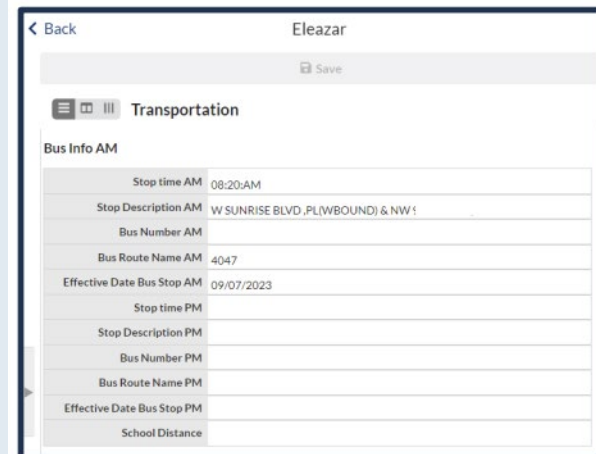 Back
Eleazar
Save
Transportation
Bus Info AM
Stop time AM 08:20:AM
Stop Description AM W SUNRISE BLVD ,PL(WBOUND) & NW
Bus Number AM
Bus Route Name AM 4047
Effective Date Bus Stop AM 09/07/2023
Stop time PM
Stop Description PM
Bus Number PM
Bus Route Name PM
Effective Date Bus Stop PM
School Distance